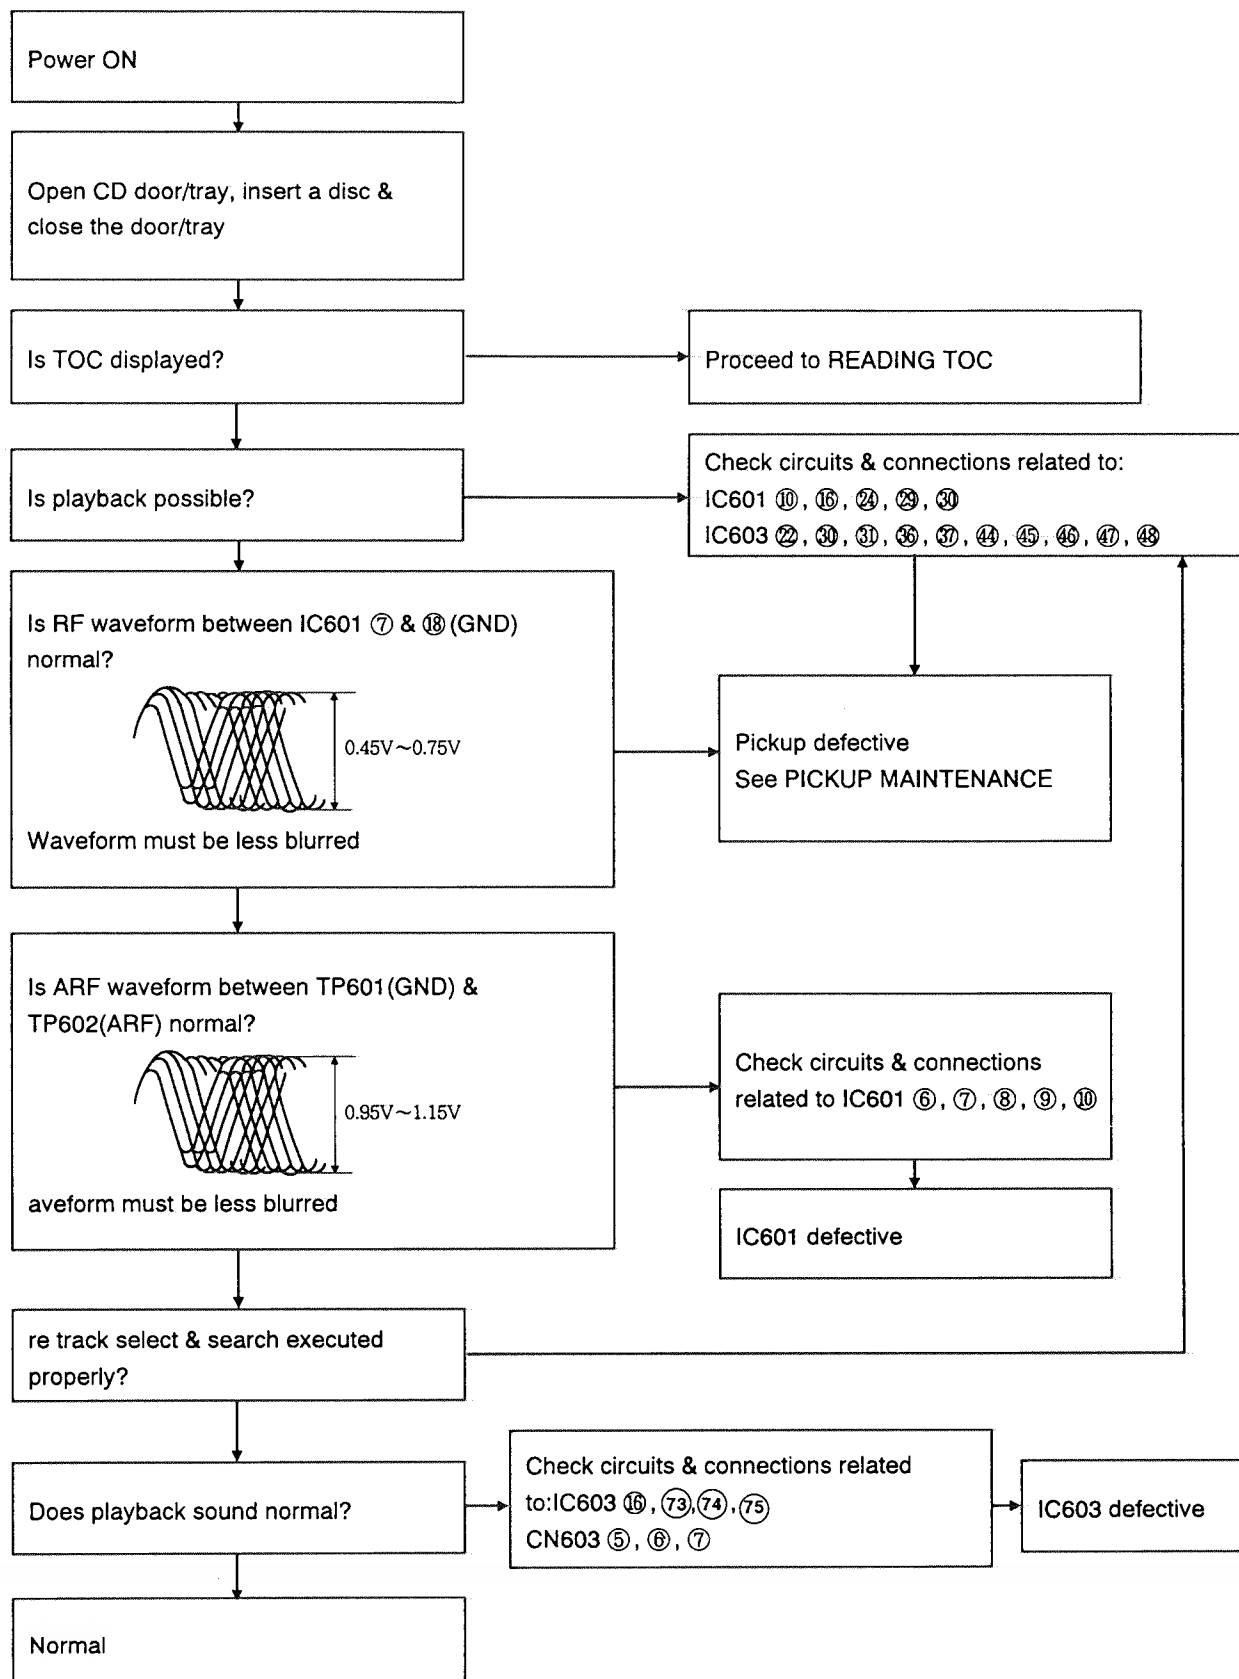 Power ON
Open CD door/tray, insert a disc &
close the door/tray
Is TOC displayed?
Proceed to READING TOC
Is playback possible?
Check circuits & connections related to:
IC601 ⑩, ⑯, ㉔, ㉙, ㉚
IC603 ㉒, ㉚, ㉛, ㊱, ㊲, ㊹, ㊺, ㊻, ㊼, ㊽
Is RF waveform between IC601 ⑦ & ⑱(GND)
normal?
0.45V~0.75V
Waveform must be less blurred
Pickup defective
See PICKUP MAINTENANCE
Is ARF waveform between TP601(GND) &
TP602(ARF) normal?
0.95V~1.15V
aveform must be less blurred
Check circuits & connections
related to IC601 ⑥, ⑦, ⑧, ⑨, ⑩
IC601 defective
re track select & search executed
properly?
Does playback sound normal?
Check circuits & connections related
to:IC603 ⑯, (73),(74),(75)
CN603 ⑤, ⑥, ⑦
IC603 defective
Normal